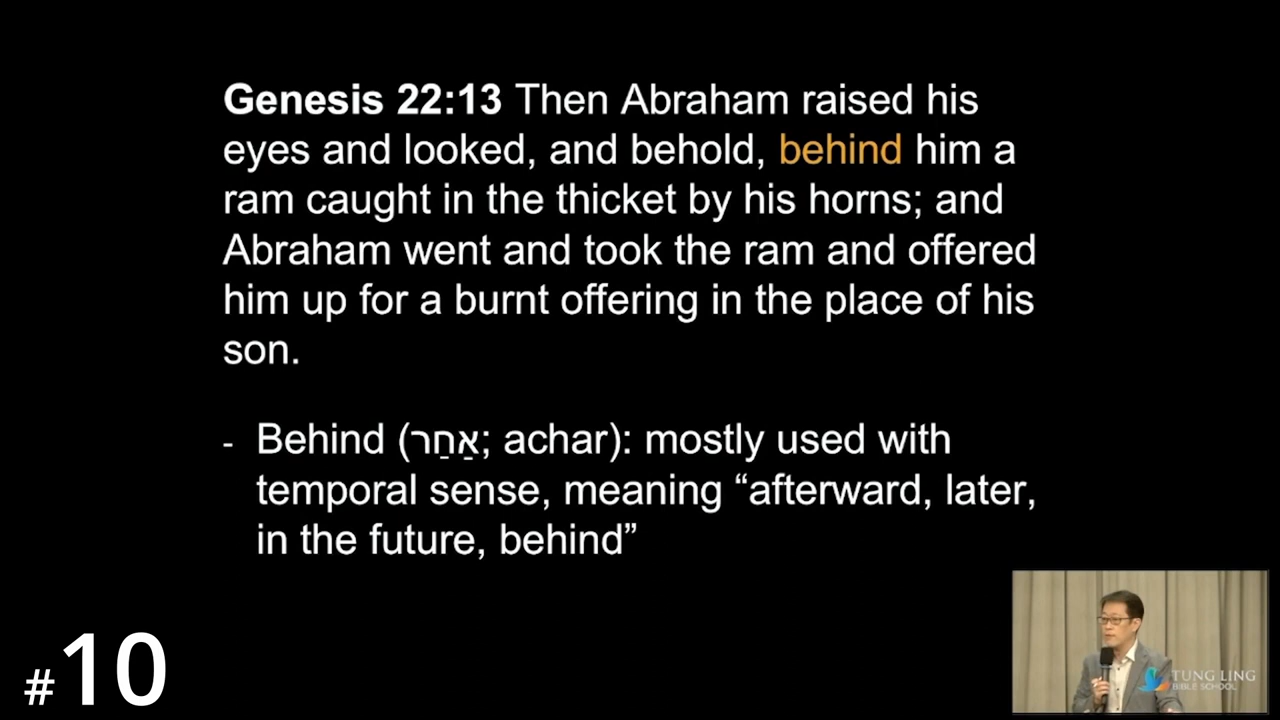 Genesis 22:13 Then Abraham raised his
eyes and looked, and behold, behind him a
ram caught in the thicket by his horns; and
Abraham went and took the ram and offered
him up for a burnt offering in the place of his
son.
- Behind (אַחַר; achar): mostly used with
temporal sense, meaning “afterward, later,
in the future, behind”
#10
TUNG LING
BIBLE SCHOOL